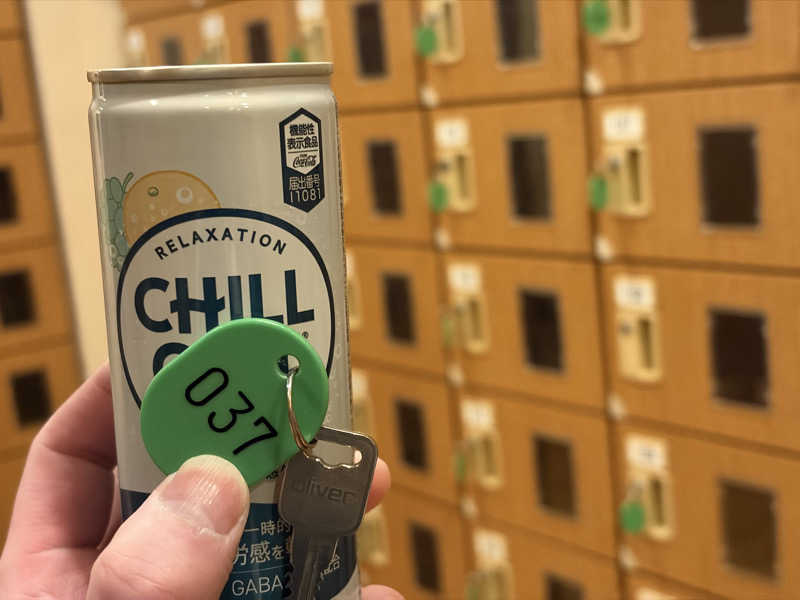 機能性
表示食品
Coca-Cola
届出番号
I1081
RELAXATION
CHILL
037
Oliver
一時的
労感を
GABA